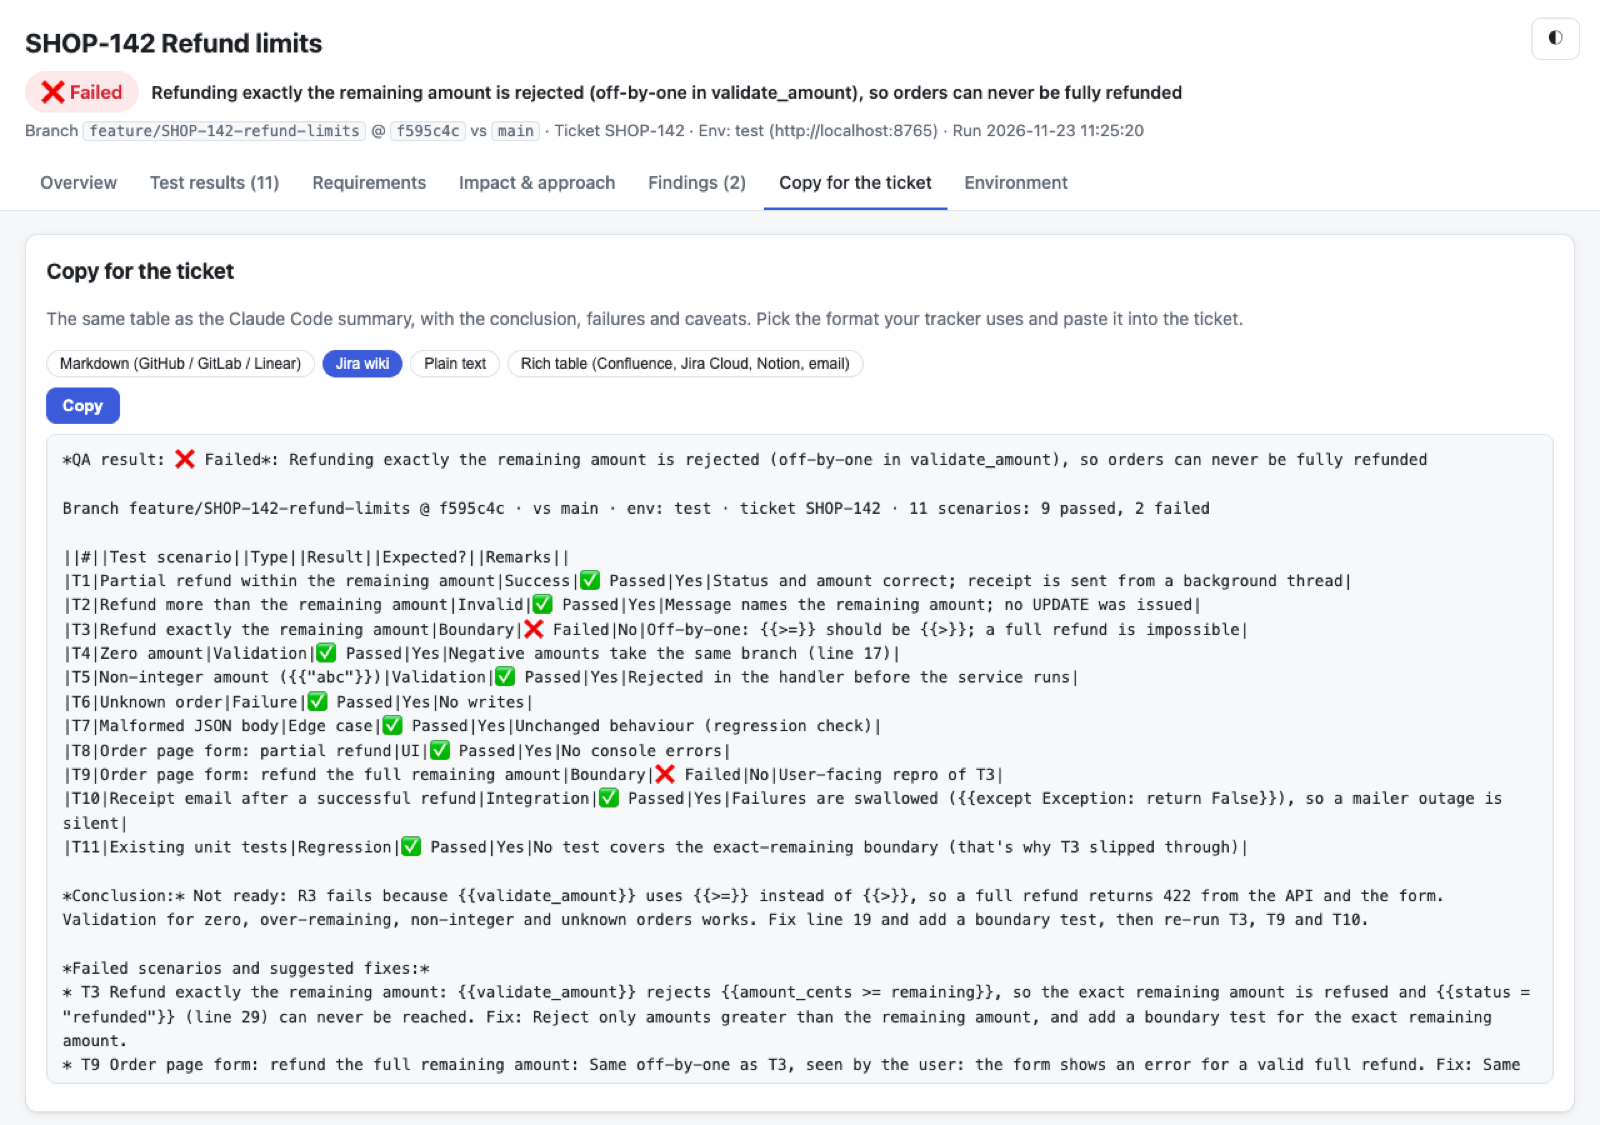 SHOP-142 Refund limits
❌ Failed Refunding exactly the remaining amount is rejected (off-by-one in validate_amount), so orders can never be fully refunded
Branch feature/SHOP-142-refund-limits @ f595c4c vs main · Ticket SHOP-142 · Env: test (http://localhost:8765) · Run 2026-11-23 11:25:20
Overview Test results (11) Requirements Impact & approach Findings (2) Copy for the ticket Environment
Copy for the ticket
The same table as the Claude Code summary, with the conclusion, failures and caveats. Pick the format your tracker uses and paste it into the ticket.
Markdown (GitHub / GitLab / Linear) Jira wiki Plain text Rich table (Confluence, Jira Cloud, Notion, email)
Copy
*QA result: ❌ Failed*: Refunding exactly the remaining amount is rejected (off-by-one in validate_amount), so orders can never be fully refunded
Branch feature/SHOP-142-refund-limits @ f595c4c · vs main · env: test · ticket SHOP-142 · 11 scenarios: 9 passed, 2 failed
||#||Test scenario||Type||Result||Expected?||Remarks||
|T1|Partial refund within the remaining amount|Success|✅ Passed|Yes|Status and amount correct; receipt is sent from a background thread|
|T2|Refund more than the remaining amount|Invalid|✅ Passed|Yes|Message names the remaining amount; no UPDATE was issued|
|T3|Refund exactly the remaining amount|Boundary|❌ Failed|No|Off-by-one: {{>=}} should be {{>}}; a full refund is impossible|
|T4|Zero amount|Validation|✅ Passed|Yes|Negative amounts take the same branch (line 17)|
|T5|Non-integer amount ({{"abc"}})|Validation|✅ Passed|Yes|Rejected in the handler before the service runs|
|T6|Unknown order|Failure|✅ Passed|Yes|No writes|
|T7|Malformed JSON body|Edge case|✅ Passed|Yes|Unchanged behaviour (regression check)|
|T8|Order page form: partial refund|UI|✅ Passed|Yes|No console errors|
|T9|Order page form: refund the full remaining amount|Boundary|❌ Failed|No|User-facing repro of T3|
|T10|Receipt email after a successful refund|Integration|✅ Passed|Yes|Failures are swallowed ({{except Exception: return False}}), so a mailer outage is
silent|
|T11|Existing unit tests|Regression|✅ Passed|Yes|No test covers the exact-remaining boundary (that's why T3 slipped through)|
*Conclusion:* Not ready: R3 fails because {{validate_amount}} uses {{>=}} instead of {{>}}, so a full refund returns 422 from the API and the form.
Validation for zero, over-remaining, non-integer and unknown orders works. Fix line 19 and add a boundary test, then re-run T3, T9 and T10.
*Failed scenarios and suggested fixes:*
* T3 Refund exactly the remaining amount: {{validate_amount}} rejects {{amount_cents >= remaining}}, so the exact remaining amount is refused and {{status =
"refunded"}} (line 29) can never be reached. Fix: Reject only amounts greater than the remaining amount, and add a boundary test for the exact remaining
amount.
* T9 Order page form: refund the full remaining amount: Same off-by-one as T3, seen by the user: the form shows an error for a valid full refund. Fix: Same